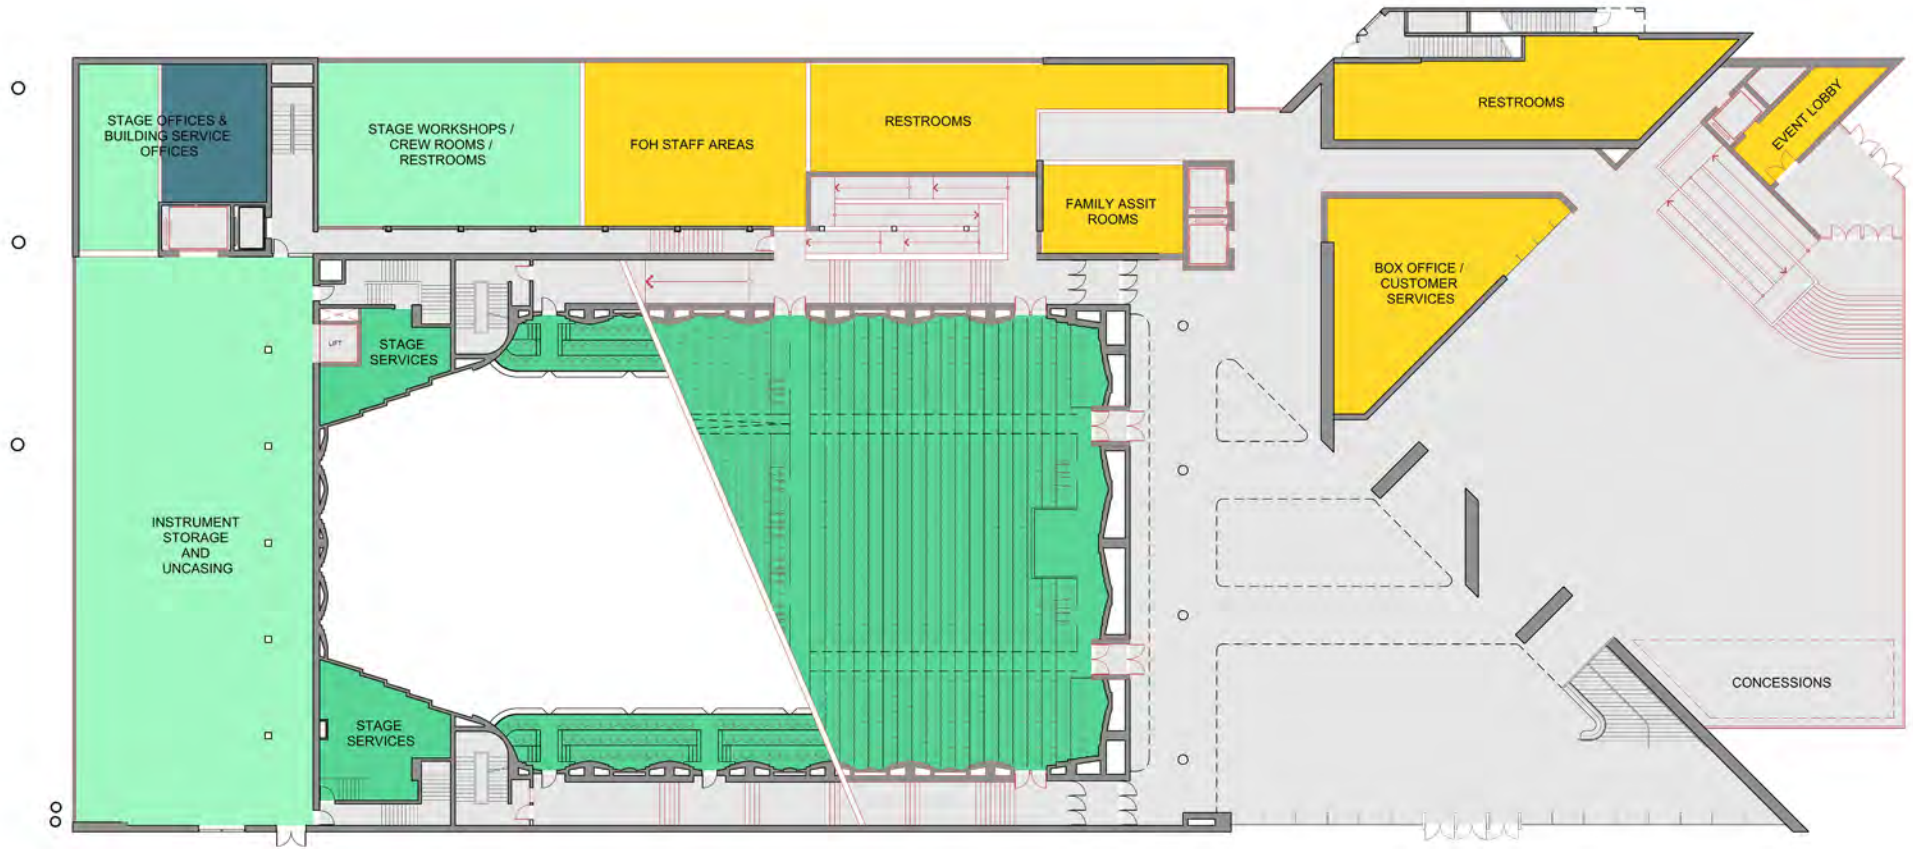 STAGE OFFICES &
BUILDING SERVICE
OFFICES
STAGE WORKSHOPS /
CREW ROOMS /
RESTROOMS
FOH STAFF AREAS
RESTROOMS
RESTROOMS
EVENT LOBBY
FAMILY ASSIT
ROOMS
BOX OFFICE /
CUSTOMER
SERVICES
LIFT
STAGE
SERVICES
INSTRUMENT
STORAGE
AND
UNCASING
STAGE
SERVICES
CONCESSIONS